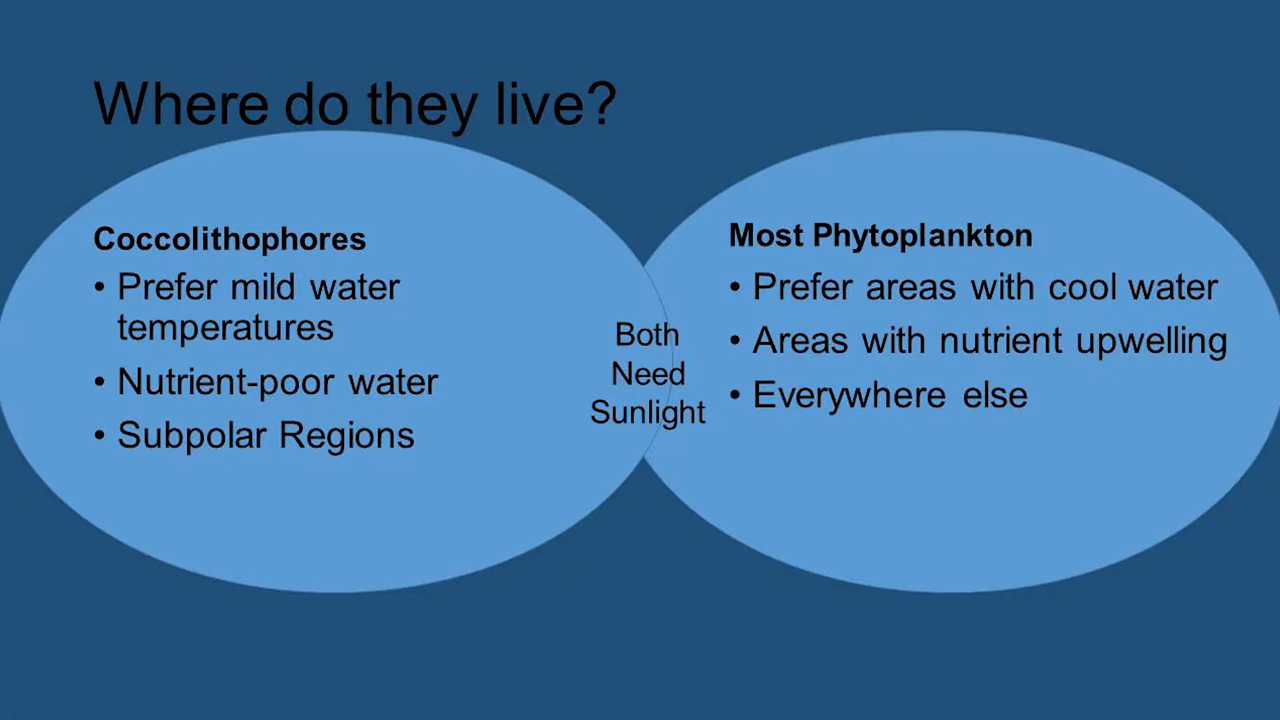 Where do they live?
Coccolithophores
• Prefer mild water
temperatures
• Nutrient-poor water
• Subpolar Regions
Both
Need
Sunlight
Most Phytoplankton
• Prefer areas with cool water
• Areas with nutrient upwelling
• Everywhere else